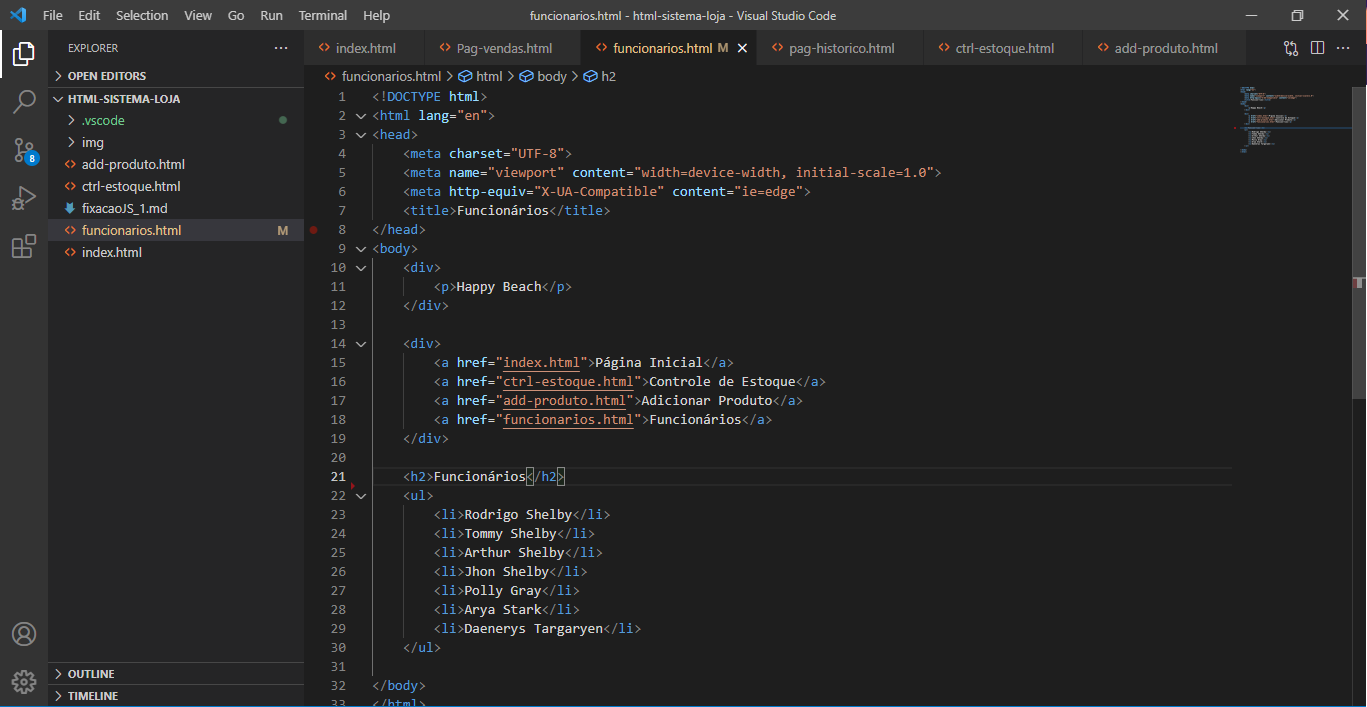 File Edit Selection View Go Run Terminal Help funcionarios.html - html-sistema-loja - Visual Studio Code
EXPLORER
index.html Pag-vendas.html funcionarios.html M pag-historico.html ctrl-estoque.html add-produto.html
OPEN EDITORS
HTML-SISTEMA-LOJA
.vscode
img
add-produto.html
ctrl-estoque.html
fixacaoJS_1.md
funcionarios.html M
index.html
8
OUTLINE
TIMELINE
funcionarios.html > html > body > h2
1 <!DOCTYPE html>
2 <html lang="en">
3 <head>
4 <meta charset="UTF-8">
5 <meta name="viewport" content="width=device-width, initial-scale=1.0">
6 <meta http-equiv="X-UA-Compatible" content="ie=edge">
7 <title>Funcionários</title>
8 </head>
9 <body>
10 <div>
11 <p>Happy Beach</p>
12 </div>
13
14 <div>
15 <a href="index.html">Página Inicial</a>
16 <a href="ctrl-estoque.html">Controle de Estoque</a>
17 <a href="add-produto.html">Adicionar Produto</a>
18 <a href="funcionarios.html">Funcionários</a>
19 </div>
20
21 <h2>Funcionários</h2>
22 <ul>
23 <li>Rodrigo Shelby</li>
24 <li>Tommy Shelby</li>
25 <li>Arthur Shelby</li>
26 <li>Jhon Shelby</li>
27 <li>Polly Gray</li>
28 <li>Arya Stark</li>
29 <li>Daenerys Targaryen</li>
30 </ul>
31
32 </body>
33 </html>